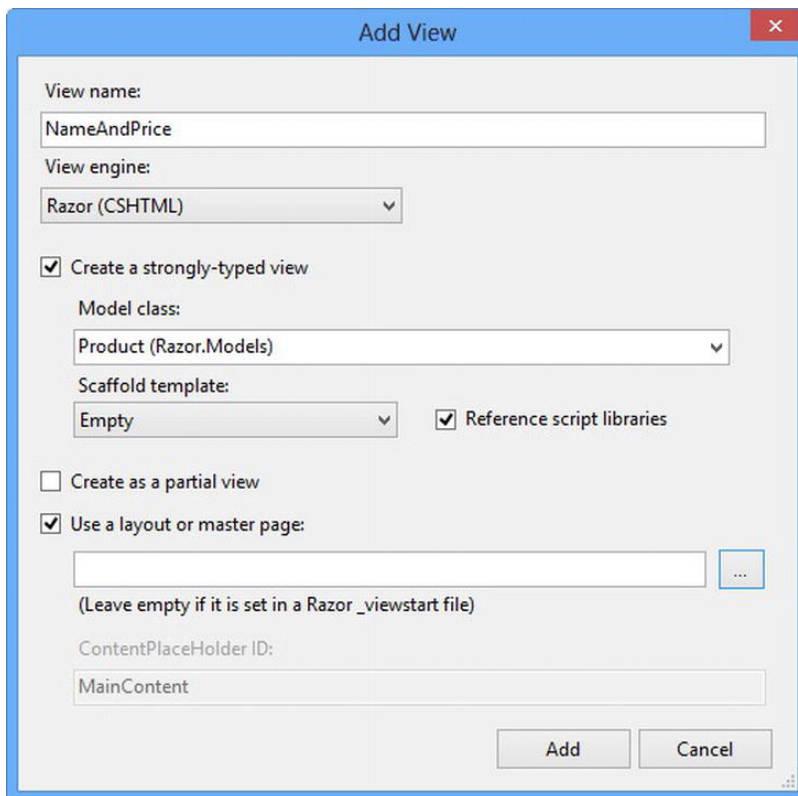 Add View
View name:
NameAndPrice
View engine:
Razor (CSHTML)
Create a strongly-typed view
Model class:
Product (Razor.Models)
Scaffold template:
Empty
Reference script libraries
Create as a partial view
Use a layout or master page:
...
(Leave empty if it is set in a Razor _viewstart file)
ContentPlaceHolder ID:
MainContent
Add
Cancel